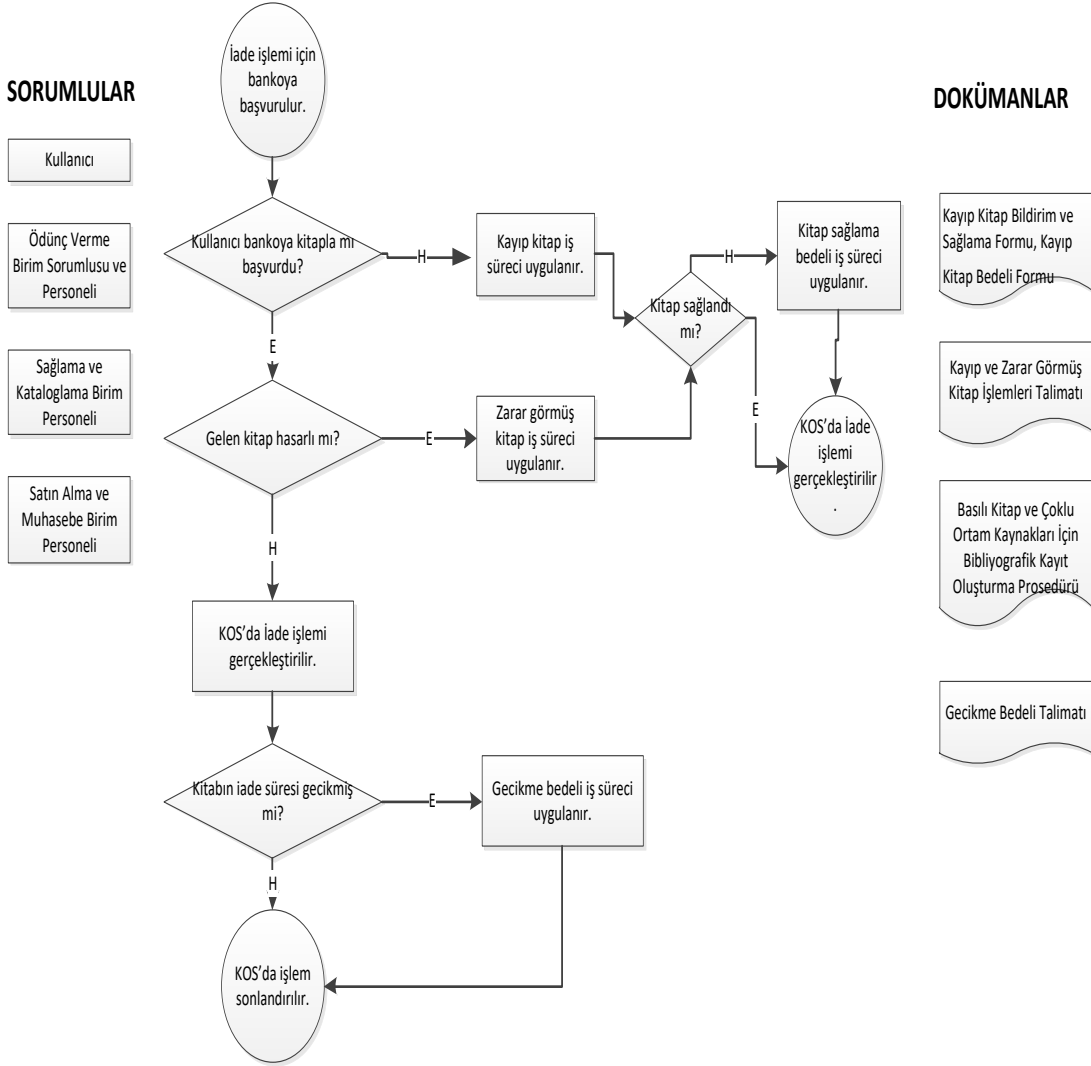 İade işlemi için
bankoya
başvurulur.
SORUMLULAR
DOKÜMANLAR
Kullanıcı
Ödünç Verme
Birim Sorumlusu ve
Personeli
Sağlama ve
Kataloglama Birim
Personeli
Satın Alma ve
Muhasebe Birim
Personeli
Kullanıcı bankoya kitapla mı
başvurdu?
H
Kayıp kitap iş
süreci uygulanır.
Kitap sağlandı
mı?
H
Kitap sağlama
bedeli iş süreci
uygulanır.
E
E
Gelen kitap hasarlı mı?
E
Zarar görmüş
kitap iş süreci
uygulanır.
KOS'da İade
işlemi
gerçekleştirilir
.
H
KOS'da İade işlemi
gerçekleştirilir.
Kitabın iade süresi gecikmiş
mi?
E
Gecikme bedeli iş süreci
uygulanır.
H
KOS'da işlem
sonlandırılır.
Kayıp Kitap Bildirim ve
Sağlama Formu, Kayıp
Kitap Bedeli Formu
Kayıp ve Zarar Görmüş
Kitap İşlemleri Talimatı
Basılı Kitap ve Çoklu
Ortam Kaynakları İçin
Bibliyografik Kayıt
Oluşturma Prosedürü
Gecikme Bedeli Talimatı